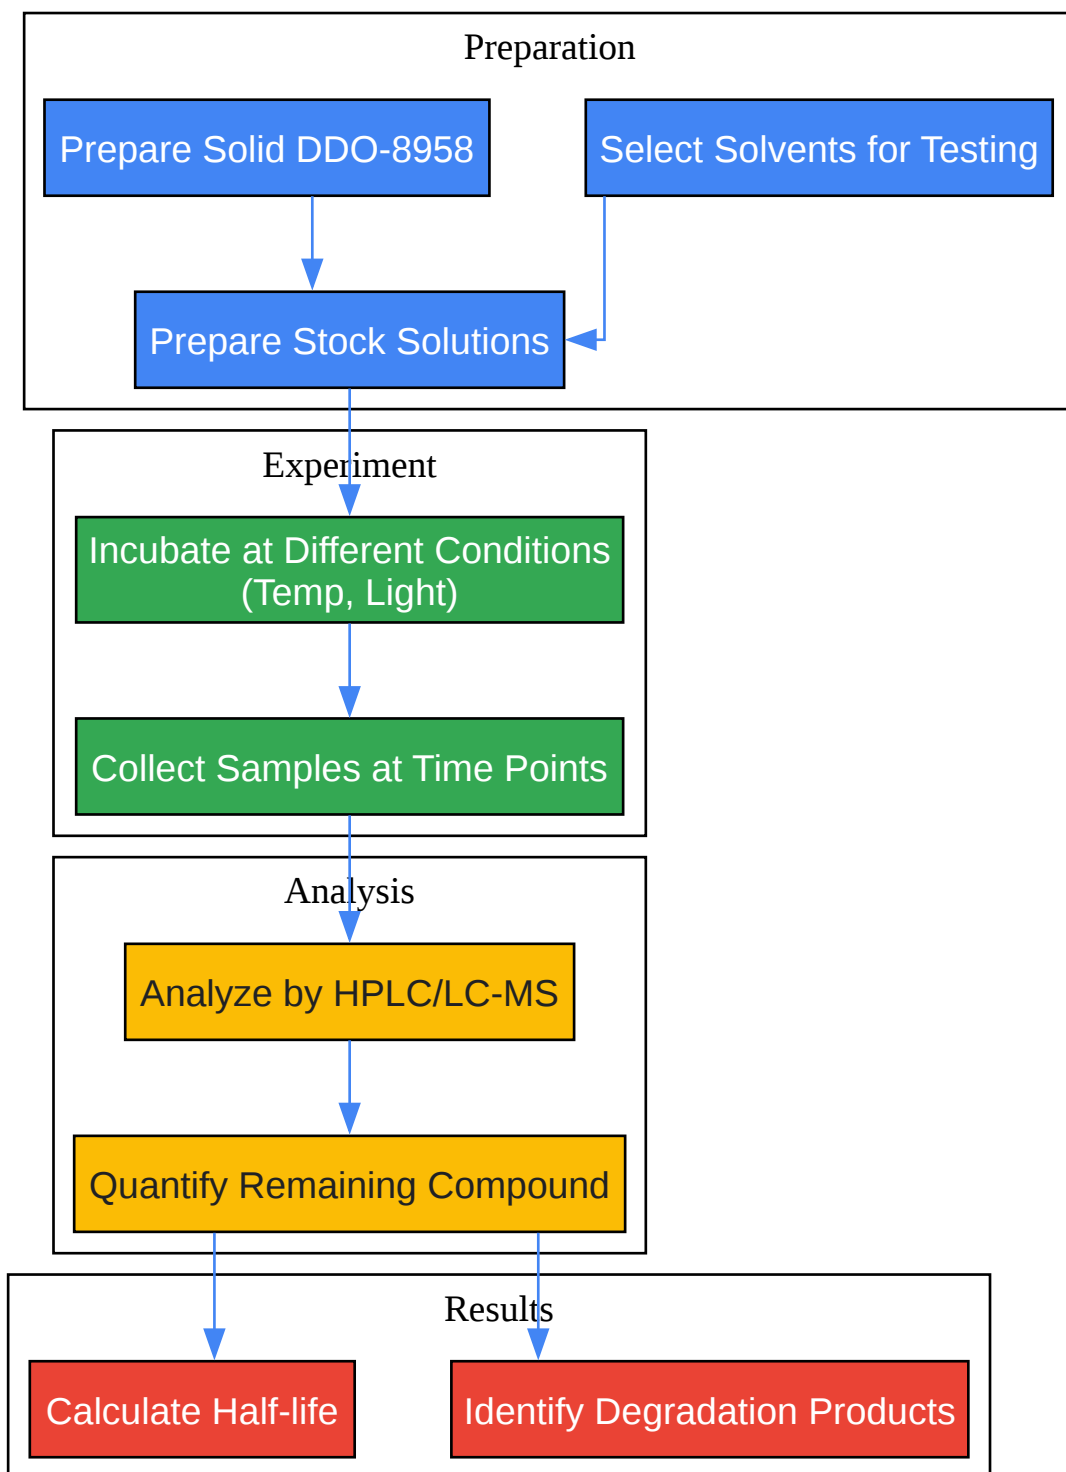 Preparation
Prepare Solid DDO-8958
Select Solvents for Testing
Prepare Stock Solutions
Experiment
Incubate at Different Conditions
(Temp, Light)
Collect Samples at Time Points
Analysis
Analyze by HPLC/LC-MS
Quantify Remaining Compound
Results
Calculate Half-life
Identify Degradation Products